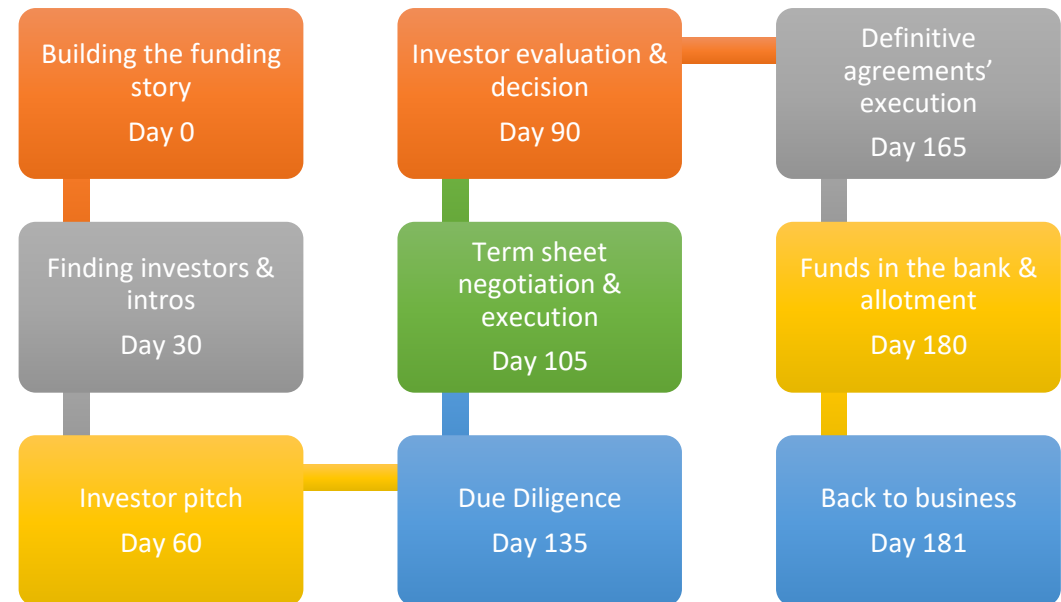 Building the funding
story
Day 0
Finding investors &
intros
Day 30
Investor pitch
Day 60
Investor evaluation &
decision
Day 90
Term sheet
negotiation &
execution
Day 105
Due Diligence
Day 135
Definitive
agreements’
execution
Day 165
Funds in the bank &
allotment
Day 180
Back to business
Day 181